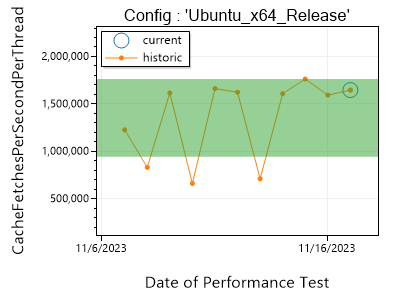 Config : 'Ubuntu_x64_Release'
CacheFetchesPerSecondPerThread
current
historic
2,000,000
1,500,000
1,000,000
500,000
11/6/2023
11/16/2023
Date of Performance Test